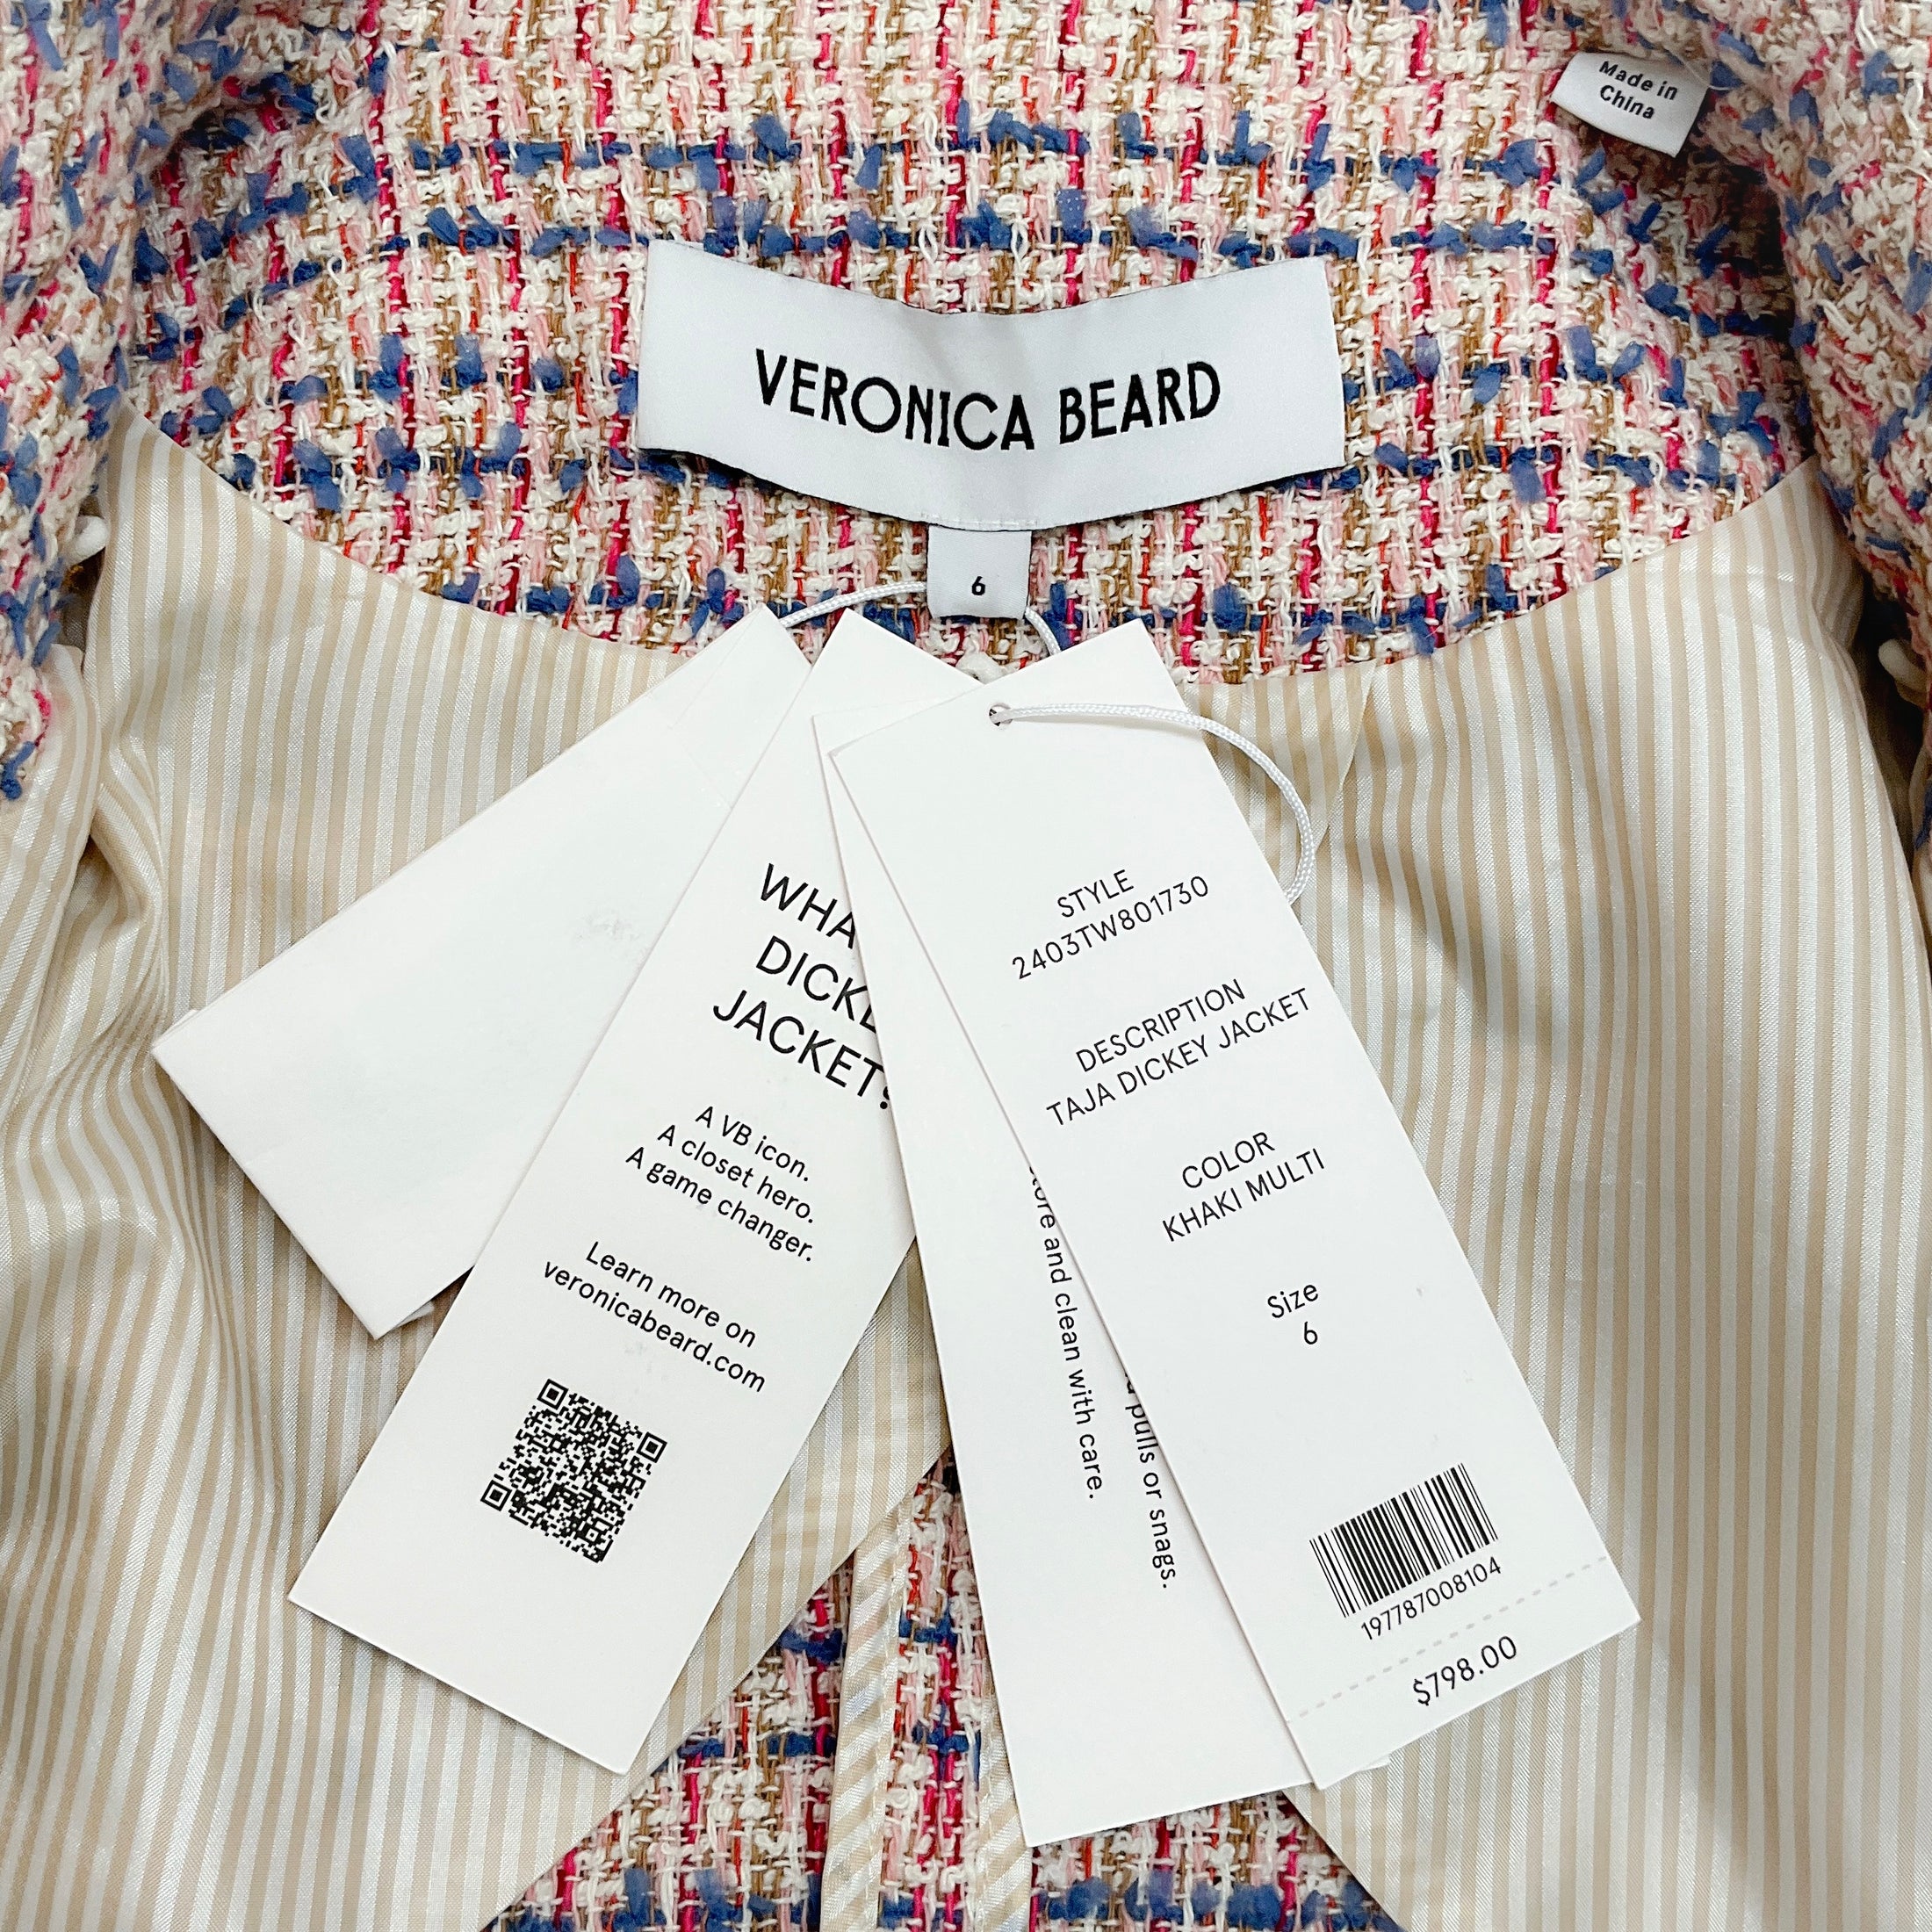 Made in
China
VERONICA BEARD
6
WHA
DICKE
JACKET?
A VB icon.
A closet hero.
A game changer.
Learn more on
veronicabeard.com
and clean with care.
pulls or snags.
STYLE
2403TW801730
DESCRIPTION
TAJA DICKEY JACKET
COLOR
KHAKI MULTI
Size
6
197787008104
$798.00